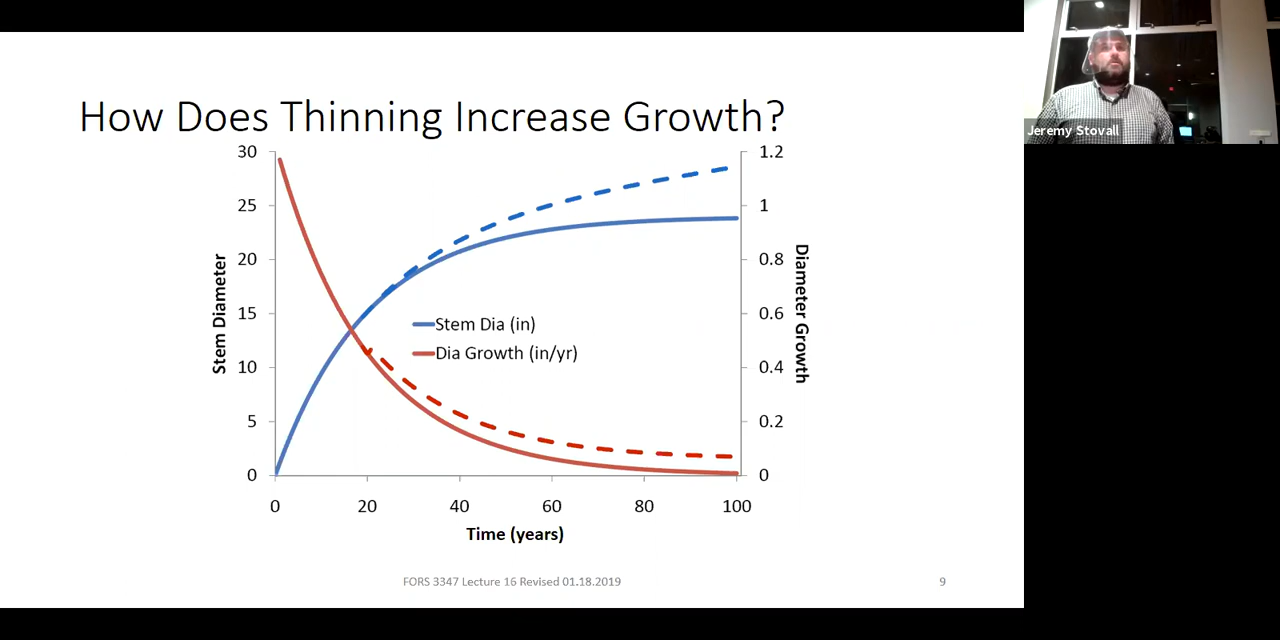 How Does Thinning Increase Growth?
30
25
20
15
10
5
0
Stem Diameter
1.2
1
0.8
0.6
0.4
0.2
0
Diameter Growth
Stem Dia (in)
Dia Growth (in/yr)
0 20 40 60 80 100
Time (years)
FORS 3347 Lecture 16 Revised 01.18.2019
9
Jeremy Stovall